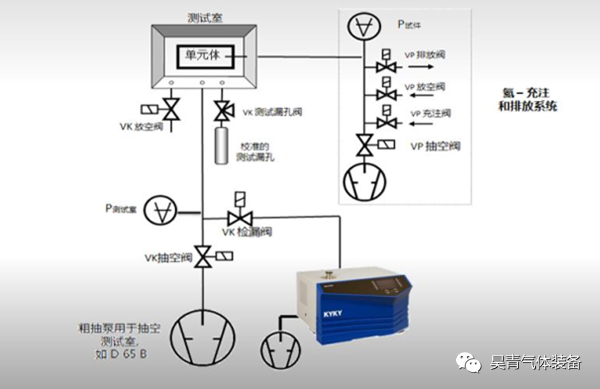 测试室
单元体
P试件
VP 排放阀
VP 放空阀
VP 充注阀
VP 抽空阀
氦－充注
和排放系统
VK 放空阀
VK 测试漏孔阀
校准的
测试漏孔
P测试室
VK 检漏阀
VK抽空阀
粗抽泵用于抽空
测试室,
如 D 65 B
KYKY
昊青气体装备